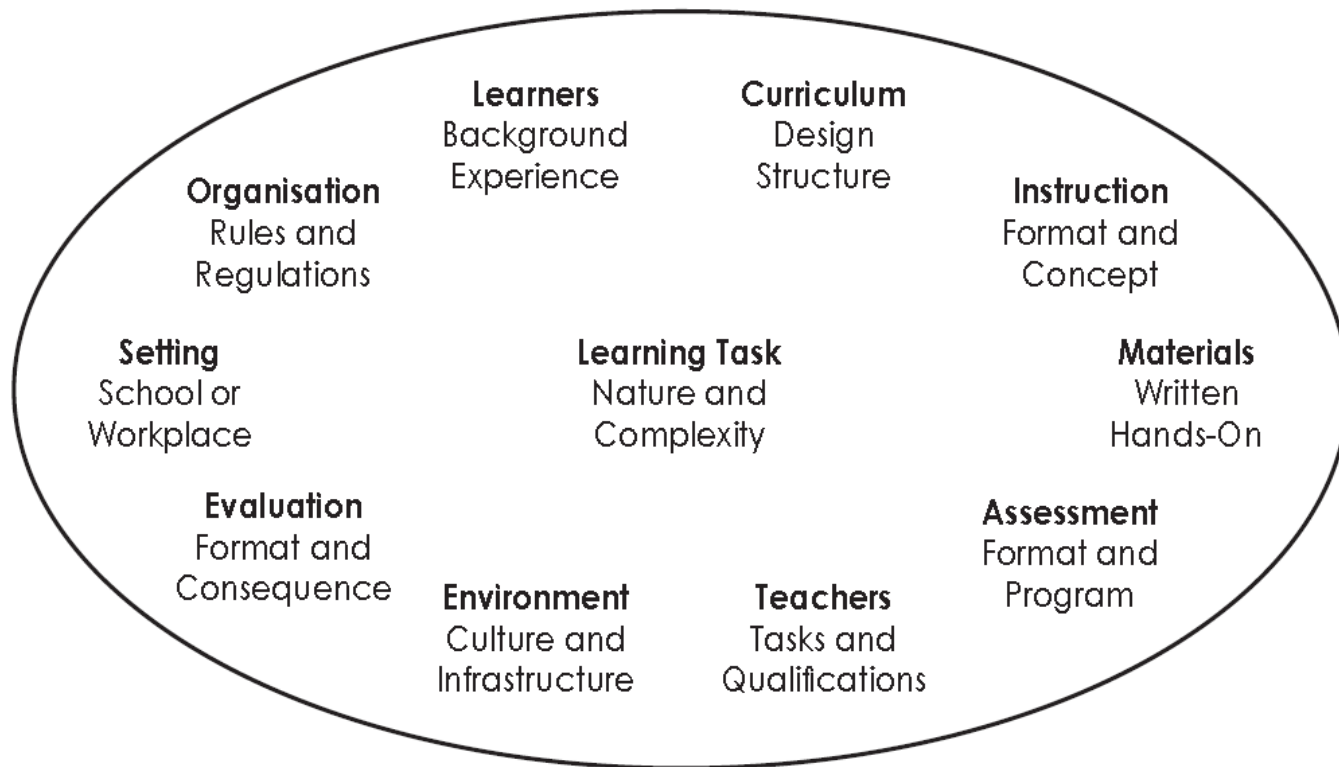 Learners
Background
Experience
Curriculum
Design
Structure
Organisation
Rules and
Regulations
Instruction
Format and
Concept
Setting
School or
Workplace
Learning Task
Nature and
Complexity
Materials
Written
Hands-On
Evaluation
Format and
Consequence
Assessment
Format and
Program
Environment
Culture and
Infrastructure
Teachers
Tasks and
Qualifications